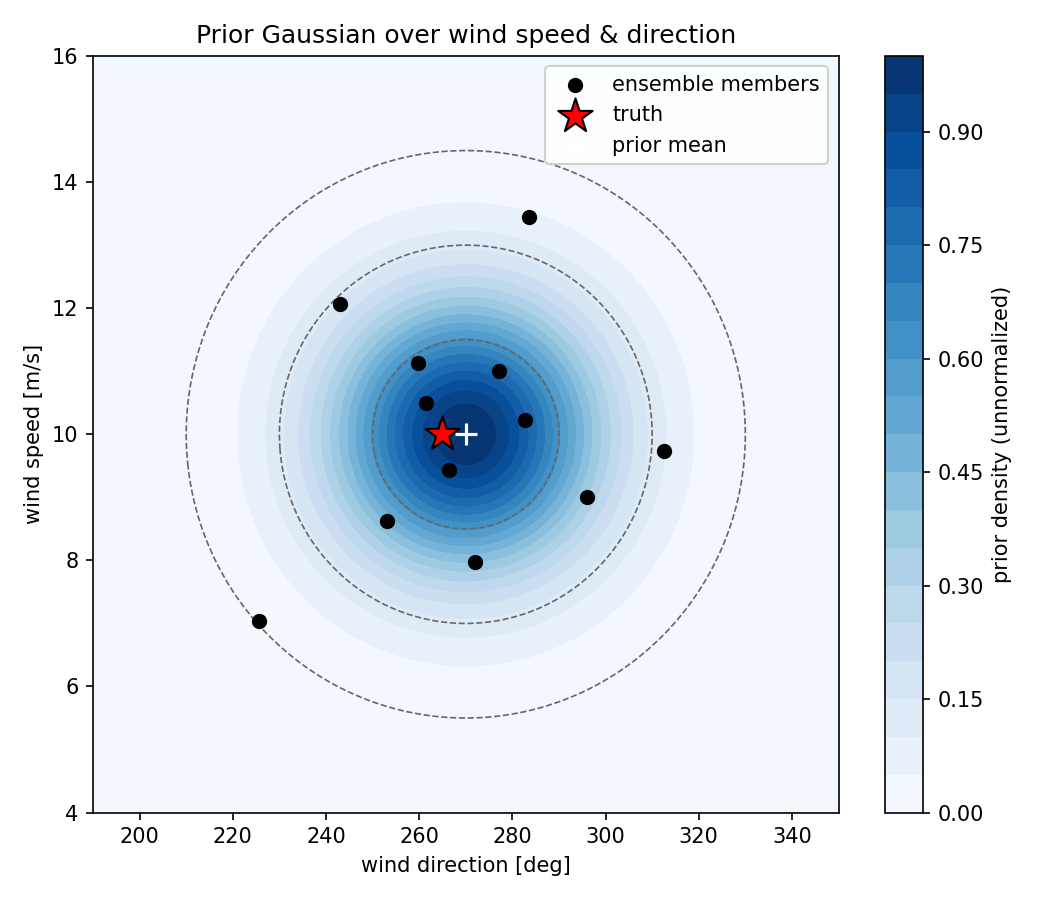 Prior Gaussian over wind speed & direction
ensemble members
truth
prior mean
wind speed [m/s]
16
14
12
10
8
6
4
200 220 240 260 280 300 320 340
wind direction [deg]
0.90
0.75
0.60
0.45
0.30
0.15
0.00
prior density (unnormalized)